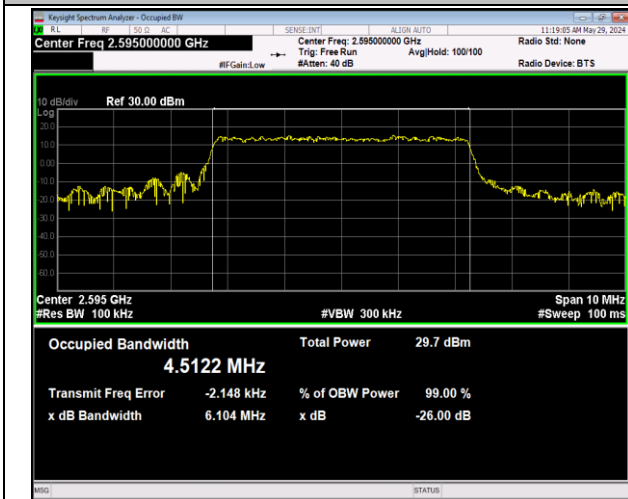 Keysight Spectrum Analyzer - Occupied BW
RL RF 50 Ω AC SENSE:INT ALIGN AUTO 11:19:05 AM May 29, 2024
Center Freq 2.595000000 GHz Center Freq: 2.595000000 GHz Radio Std: None
Trig: Free Run Avg|Hold: 100/100
#IFGain:Low #Atten: 40 dB Radio Device: BTS
10 dB/div Ref 30.00 dBm
Log
20.0
10.0
0.00
-10.0
-20.0
-30.0
-40.0
-50.0
-60.0
Center 2.595 GHz Span 10 MHz
#Res BW 100 kHz #VBW 300 kHz #Sweep 100 ms
Occupied Bandwidth Total Power 29.7 dBm
4.5122 MHz
Transmit Freq Error -2.148 kHz % of OBW Power 99.00 %
x dB Bandwidth 6.104 MHz x dB -26.00 dB
MSG STATUS